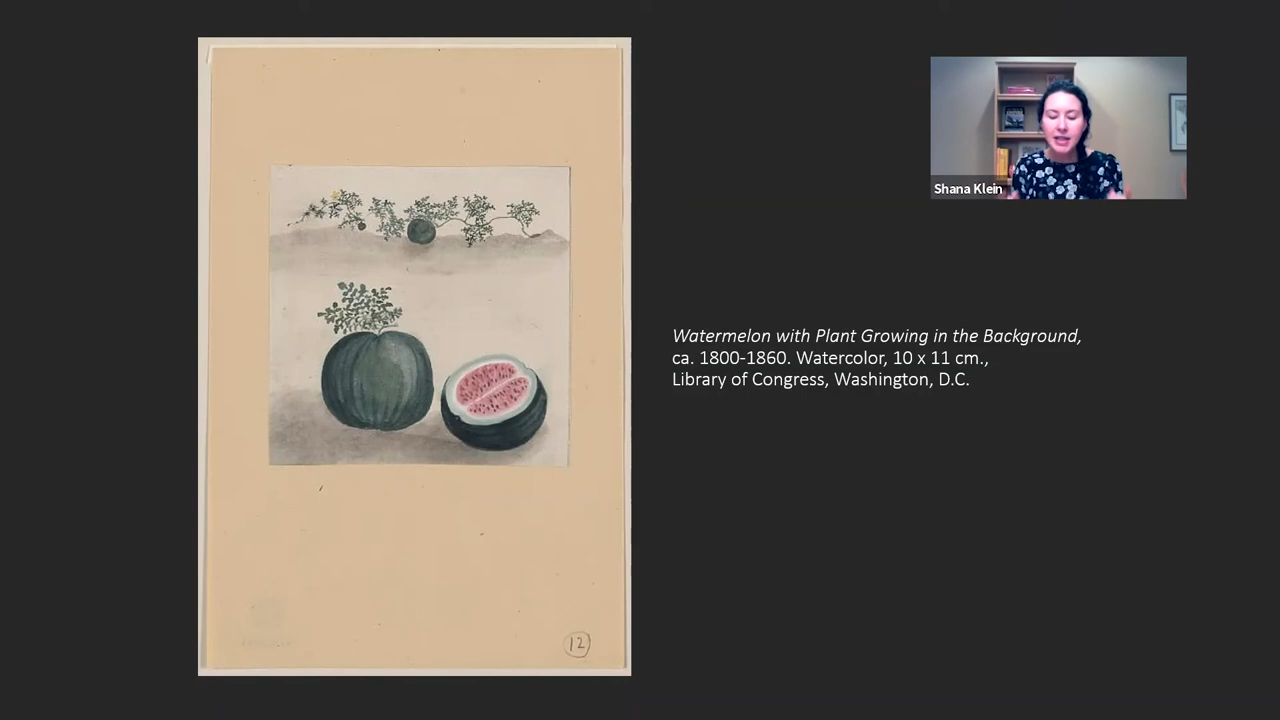 Shana Klein
Watermelon with Plant Growing in the Background,
ca. 1800-1860. Watercolor, 10 x 11 cm.,
Library of Congress, Washington, D.C.
12